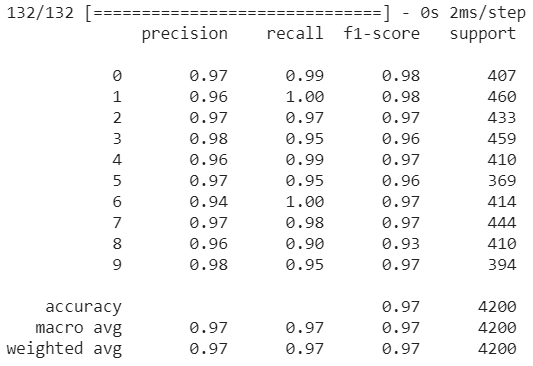 132/132 [==============================] - 0s 2ms/step
precision recall f1-score support
0 0.97 0.99 0.98 407
1 0.96 1.00 0.98 460
2 0.97 0.97 0.97 433
3 0.98 0.95 0.96 459
4 0.96 0.99 0.97 410
5 0.97 0.95 0.96 369
6 0.94 1.00 0.97 414
7 0.97 0.98 0.97 444
8 0.96 0.90 0.93 410
9 0.98 0.95 0.97 394
accuracy 0.97 4200
macro avg 0.97 0.97 0.97 4200
weighted avg 0.97 0.97 0.97 4200